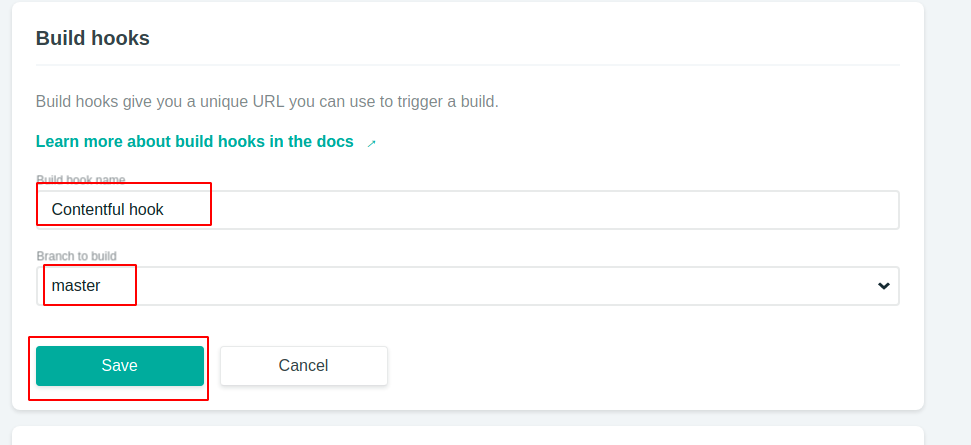 Build hooks
Build hooks give you a unique URL you can use to trigger a build.
Learn more about build hooks in the docs
Build hook name
Contentful hook
Branch to build
master
Save Cancel